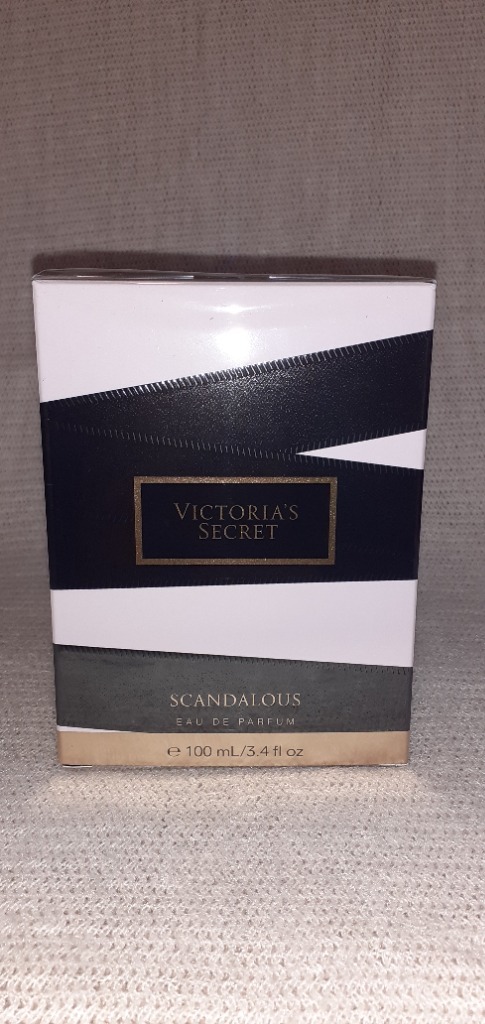 VICTORIA'S
SECRET
SCANDALOUS
EAU DE PARFUM
℮ 100 mL/3.4 fl oz